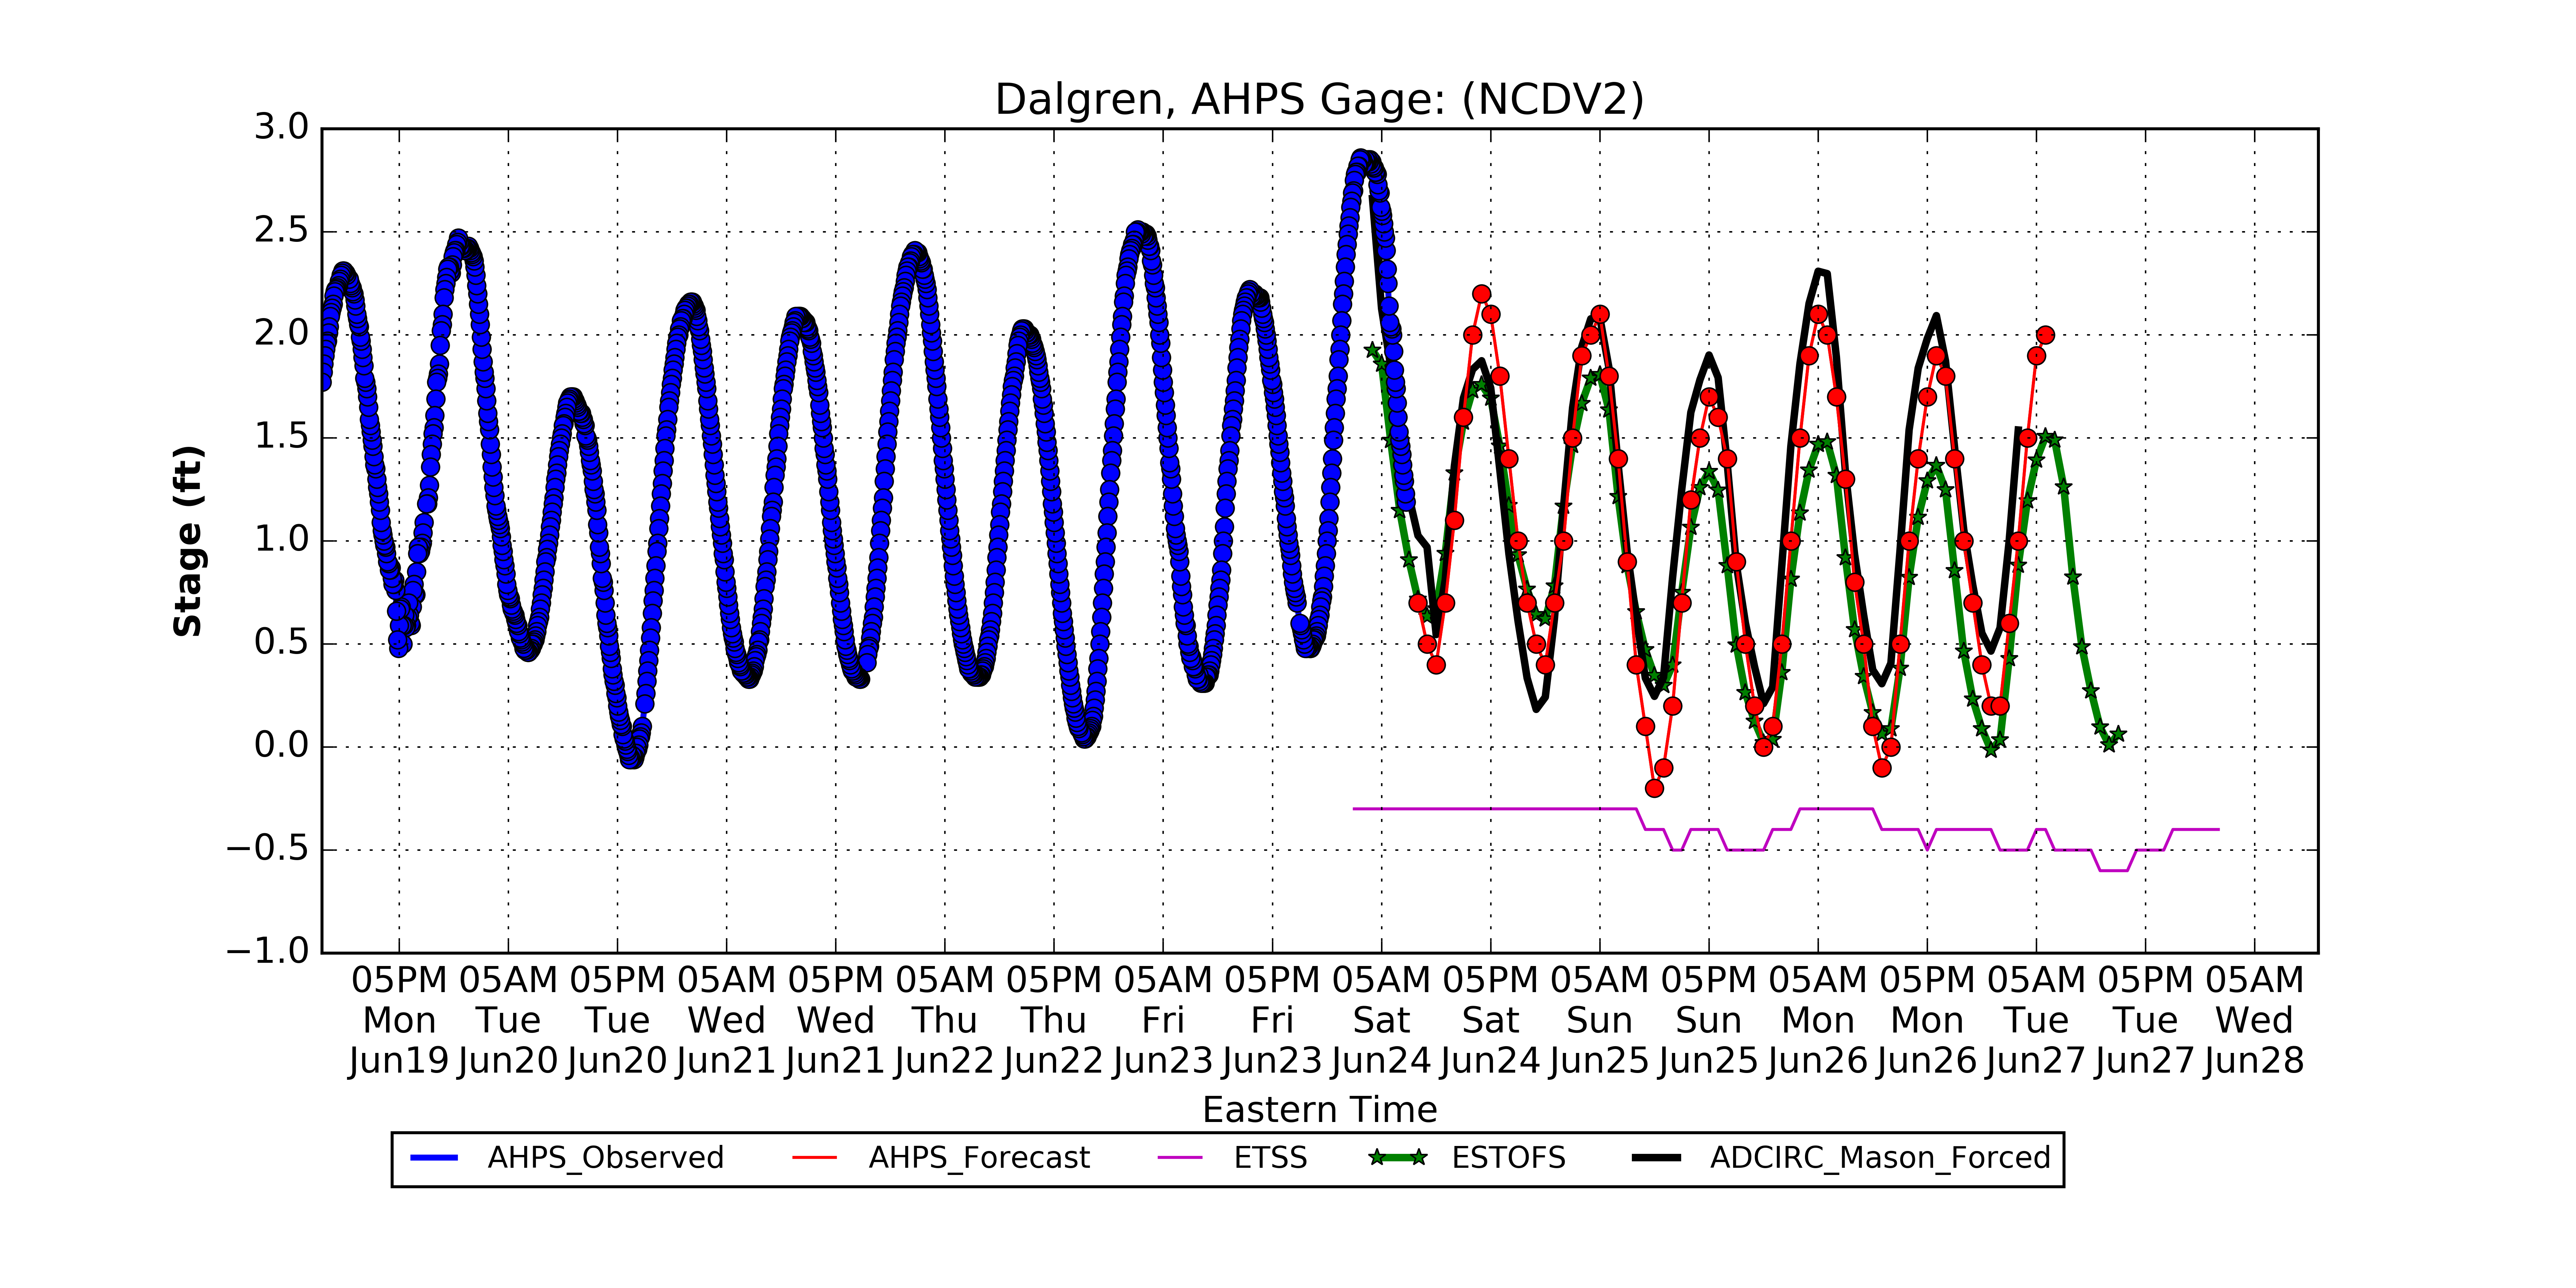 Dalgren, AHPS Gage: (NCDV2)
3.0
2.5
2.0
1.5
1.0
0.5
0.0
−0.5
−1.0
Stage (ft)
05PM 05AM 05PM 05AM 05PM 05AM 05PM 05AM 05PM 05AM 05PM 05AM 05PM 05AM 05PM 05AM 05PM 05AM
Mon Tue Tue Wed Wed Thu Thu Fri Fri Sat Sat Sun Sun Mon Mon Tue Tue Wed
Jun19 Jun20 Jun20 Jun21 Jun21 Jun22 Jun22 Jun23 Jun23 Jun24 Jun24 Jun25 Jun25 Jun26 Jun26 Jun27 Jun27 Jun28
Eastern Time
AHPS_Observed AHPS_Forecast ETSS ESTOFS ADCIRC_Mason_Forced